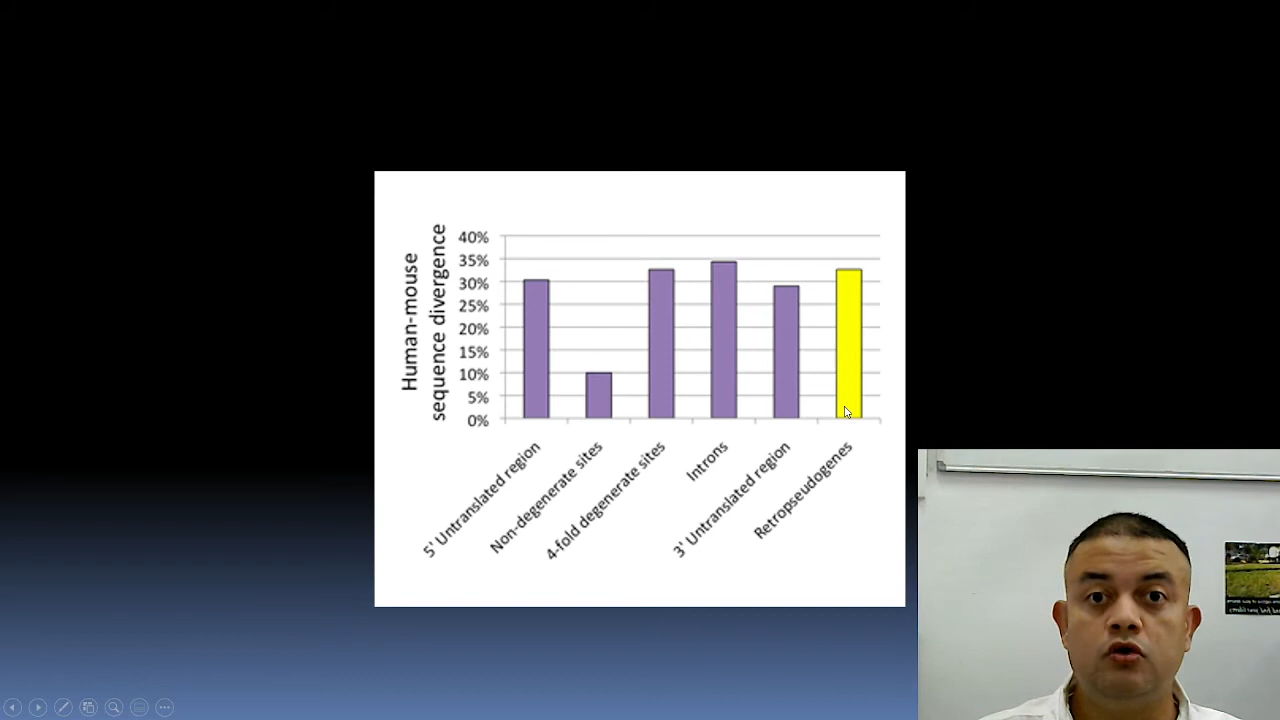 Human-mouse
sequence divergence
40%
35%
30%
25%
20%
15%
10%
5%
0%
5' Untranslated region
Non-degenerate sites
4-fold degenerate sites
Introns
3' Untranslated region
Retropseudogenes